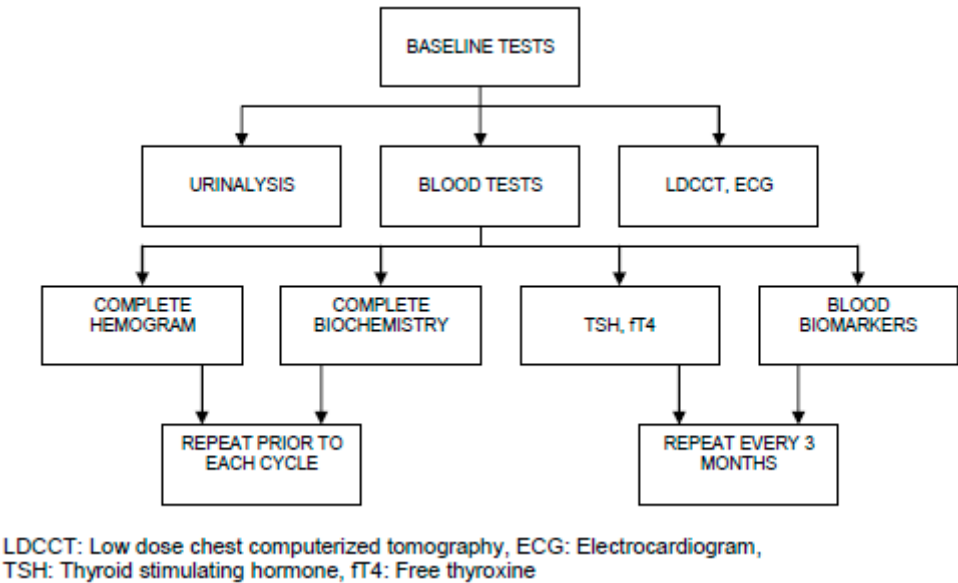 BASELINE TESTS
URINALYSIS
BLOOD TESTS
LDCCT, ECG
COMPLETE
HEMOGRAM
COMPLETE
BIOCHEMISTRY
TSH, fT4
BLOOD
BIOMARKERS
REPEAT PRIOR TO
EACH CYCLE
REPEAT EVERY 3
MONTHS
LDCCT: Low dose chest computerized tomography, ECG: Electrocardiogram,
TSH: Thyroid stimulating hormone, fT4: Free thyroxine